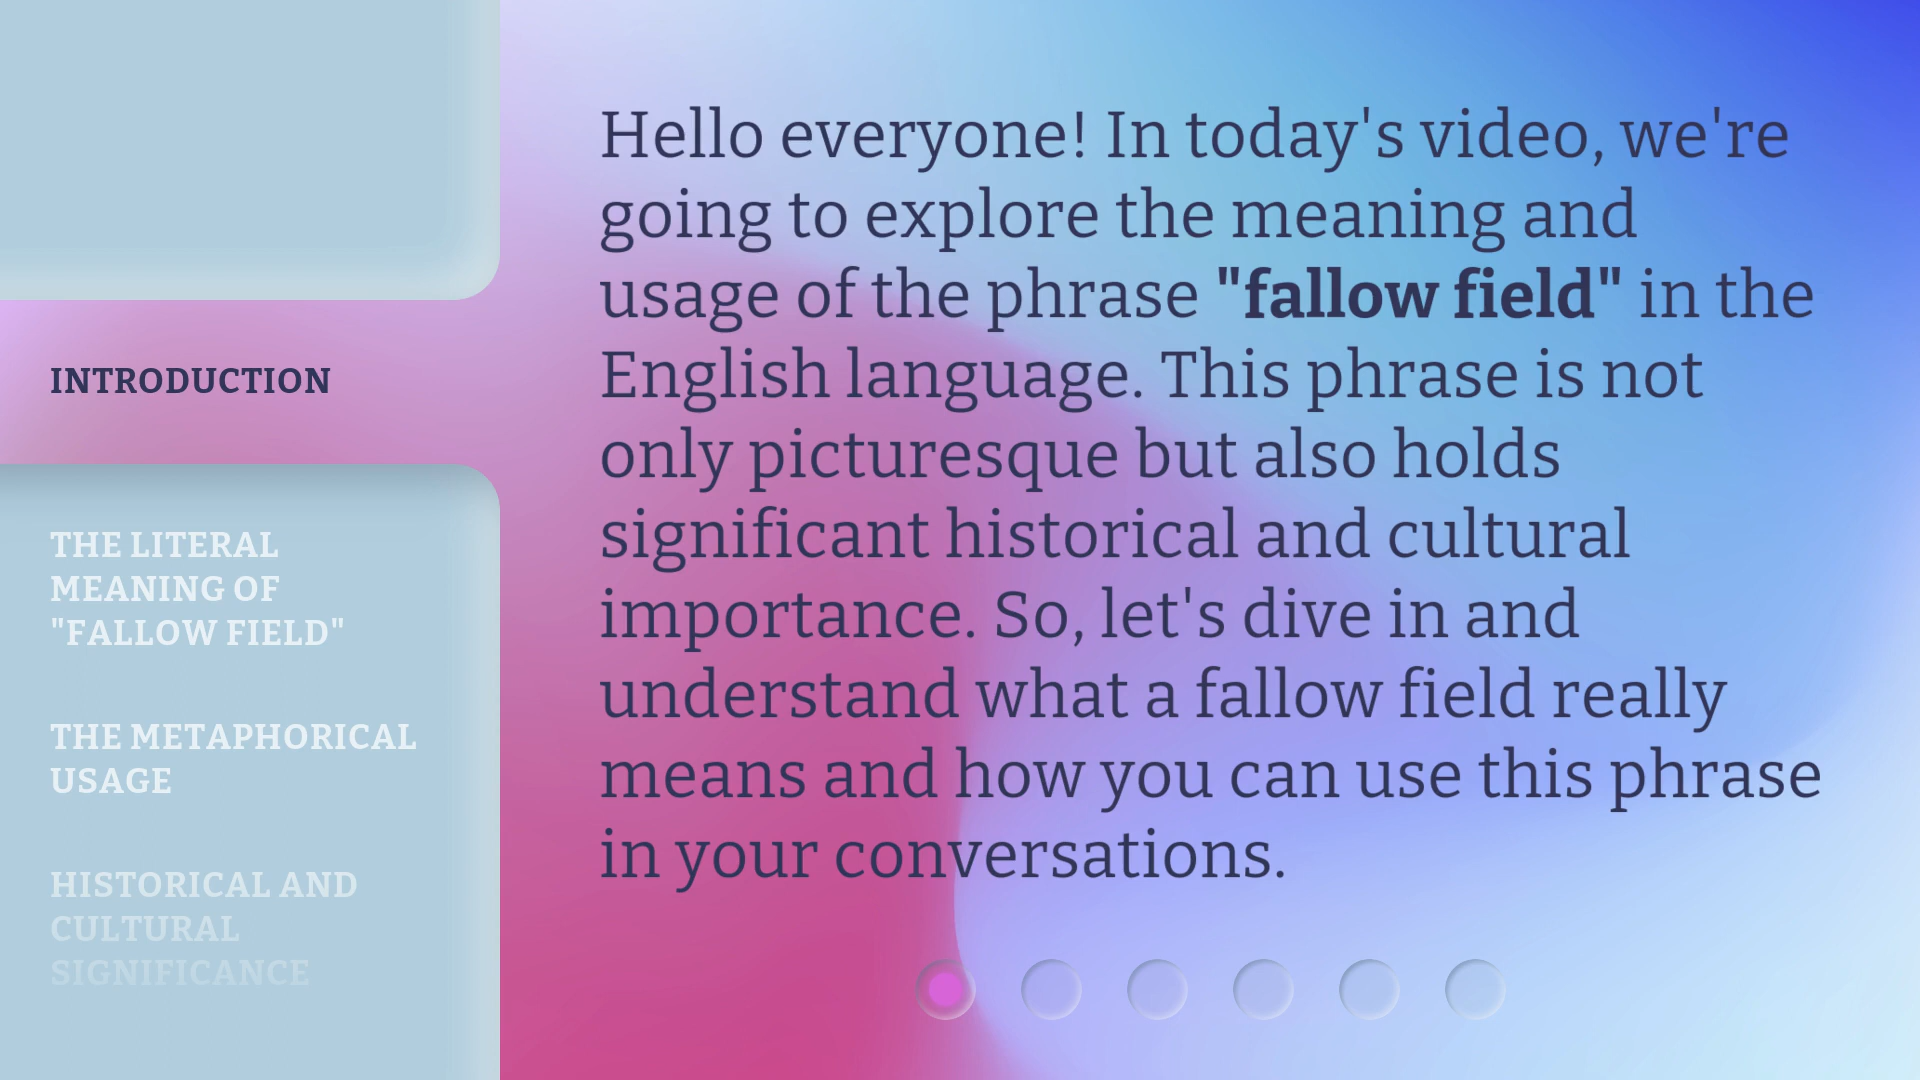 INTRODUCTION
THE LITERAL
MEANING OF
"FALLOW FIELD"
THE METAPHORICAL
USAGE
HISTORICAL AND
CULTURAL
SIGNIFICANCE
Hello everyone! In today's video, we're
going to explore the meaning and
usage of the phrase "fallow field" in the
English language. This phrase is not
only picturesque but also holds
significant historical and cultural
importance. So, let's dive in and
understand what a fallow field really
means and how you can use this phrase
in your conversations.